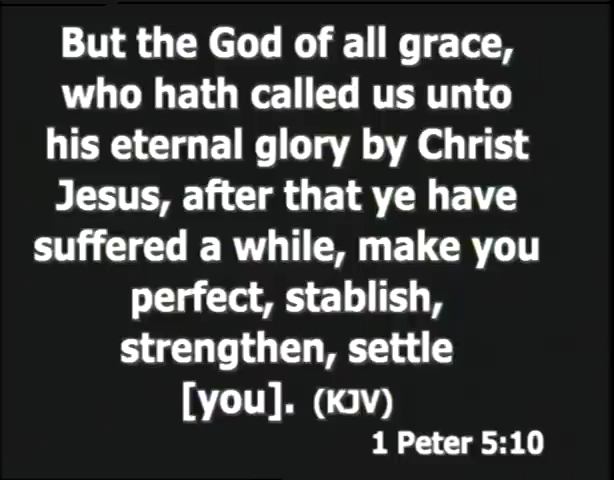 But the God of all grace,
who hath called us unto
his eternal glory by Christ
Jesus, after that ye have
suffered a while, make you
perfect, stablish,
strengthen, settle
[you]. (KJV)
1 Peter 5:10